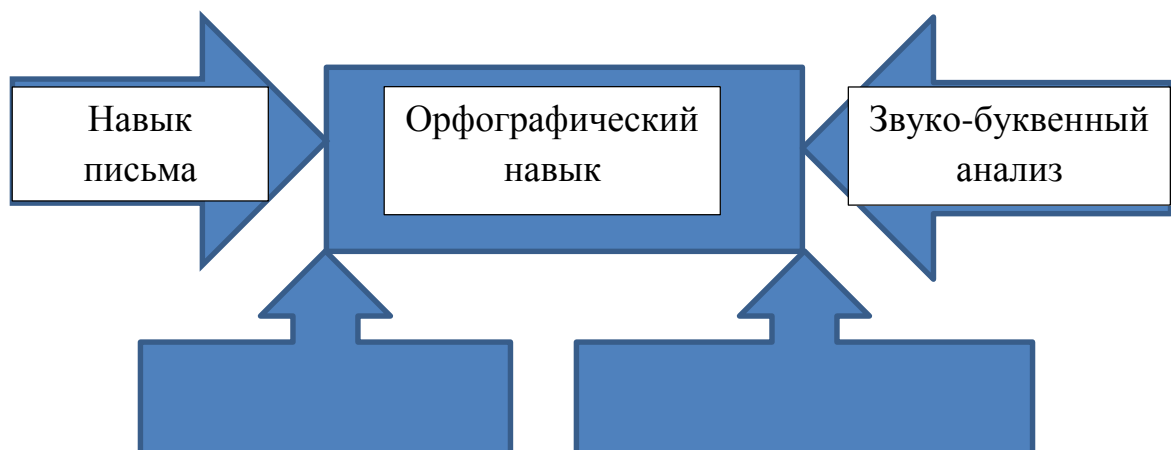 Навык
письма
Орфографический
навык
Звуко-буквенный
анализ